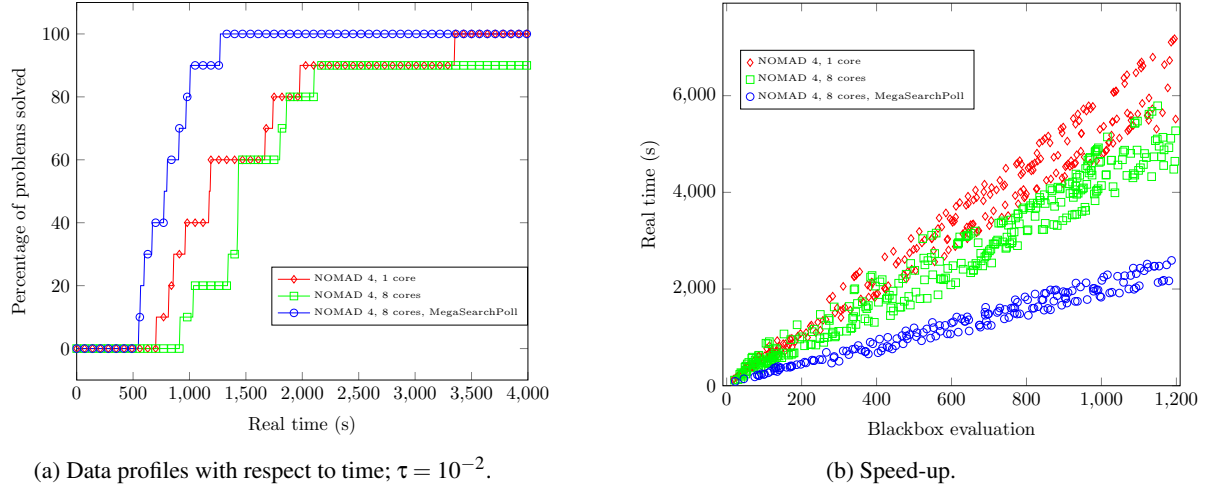 100
80
60
40
20
0
Percentage of problems solved
0 500 1,000 1,500 2,000 2,500 3,000 3,500 4,000
Real time (s)
NOMAD 4, 1 core
NOMAD 4, 8 cores
NOMAD 4, 8 cores, MegaSearchPoll
(a) Data profiles with respect to time; τ = 10⁻².
6,000
4,000
2,000
0
Real time (s)
0 200 400 600 800 1,000 1,200
Blackbox evaluation
NOMAD 4, 1 core
NOMAD 4, 8 cores
NOMAD 4, 8 cores, MegaSearchPoll
(b) Speed-up.